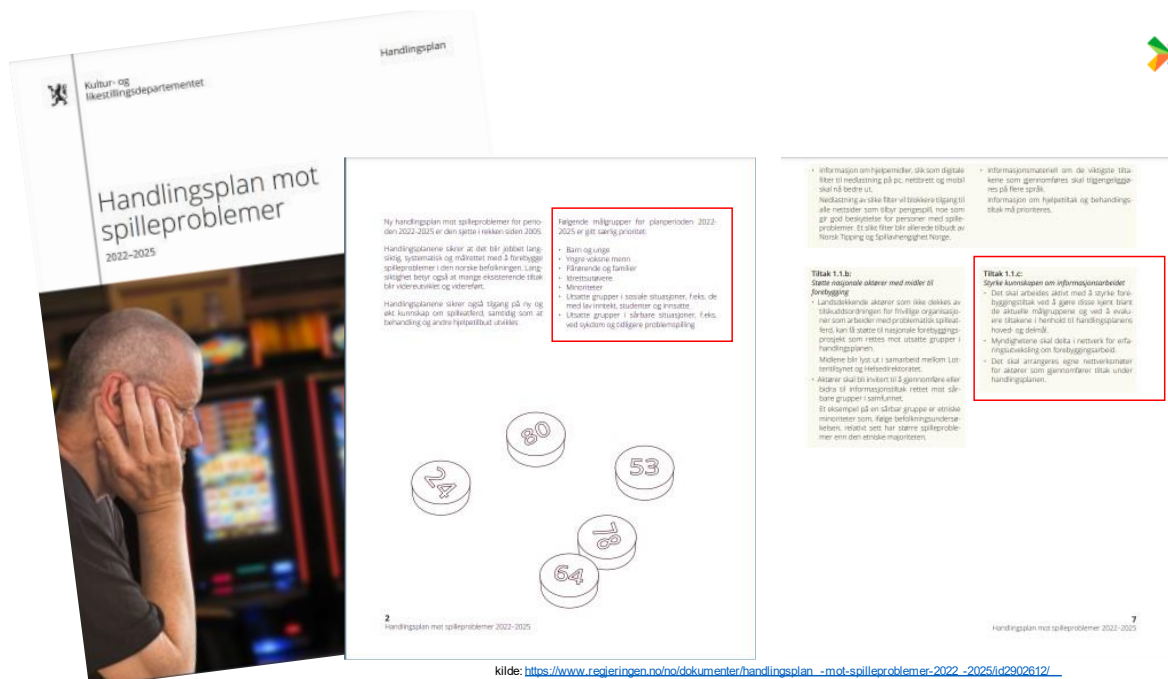 Kultur- og
likestillingsdepartementet
Handlingsplan
Handlingsplan mot
spilleproblemer
2022–2025
Ny handlingsplan mot spilleproblemer for perio-
den 2022-2025 er den sjette i rekken siden 2005.
Handlingsplanene sikrer at det blir jobbet lang-
siktig, systematisk og målrettet med å forebygge
spilleproblemer i den norske befolkningen. Lang-
siktighet betyr også at mange eksisterende tiltak
blir videreutviklet og videreført.
Handlingsplanene sikrer også tilgang på ny og
økt kunnskap om spilleatferd, samtidig som at
behandling og andre hjelpetilbud utvikles.
Følgende målgrupper for planperioden 2022-
2025 er gitt særlig prioritet:
• Barn og unge
• Yngre voksne menn
• Pårørende og familier
• Idrettsutøvere
• Minoriteter
• Utsatte grupper i sosiale situasjoner, f.eks. de
med lav inntekt, studenter og innsatte
• Utsatte grupper i sårbare situasjoner, f.eks.
ved sykdom og tidligere problemspilling
80
24
53
78
64
2
Handlingsplan mot spilleproblemer 2022–2025
• Informasjon om hjelpemidler, slik som digitale
filter til nedlastning på pc, nettbrett og mobil
skal nå bedre ut.
Nedlastning av slike filter vil blokkere tilgang til
alle nettsider som tilbyr pengespill, noe som
gir god beskyttelse for personer med spille-
problemer. Et slikt filter blir allerede tilbudt av
Norsk Tipping og Spillavhengighet Norge.
• Informasjonsmateriell om de viktigste tilta-
kene som gjennomføres skal tilgjengeliggjø-
res på flere språk.
Informasjon om hjelpetiltak og behandlings-
tiltak må prioriteres.
Tiltak 1.1.b:
Støtte nasjonale aktører med midler til
forebygging
• Landsdekkende aktører som ikke dekkes av
tilskuddsordningen for frivillige organisasjo-
ner som arbeider med problematisk spilleat-
ferd, kan få støtte til nasjonale forebyggings-
prosjekt som rettes mot utsatte grupper i
handlingsplanen.
Midlene blir lyst ut i samarbeid mellom Lot-
teritilsynet og Helsedirektoratet.
• Aktører skal bli invitert til å gjennomføre eller
bidra til informasjonstiltak rettet mot sår-
bare grupper i samfunnet.
Et eksempel på en sårbar gruppe er etniske
minoriteter som, ifølge befolkningsundersø-
kelsen, relativt sett har større spilleproble-
mer enn den etniske majoriteten.
Tiltak 1.1.c:
Styrke kunnskapen om informasjonsarbeidet
• Det skal arbeides aktivt med å styrke fore-
byggingstiltak ved å gjøre disse kjent blant
de aktuelle målgruppene og ved å evalu-
ere tiltakene i henhold til handlingsplanens
hoved- og delmål.
• Myndighetene skal delta i nettverk for erfa-
ringsutveksling om forebyggingsarbeid.
• Det skal arrangeres egne nettverksmøter
for aktører som gjennomfører tiltak under
handlingsplanen.
7
Handlingsplan mot spilleproblemer 2022–2025
kilde: https://www.regjeringen.no/no/dokumenter/handlingsplan_-mot-spilleproblemer-2022_-2025/id2902612/